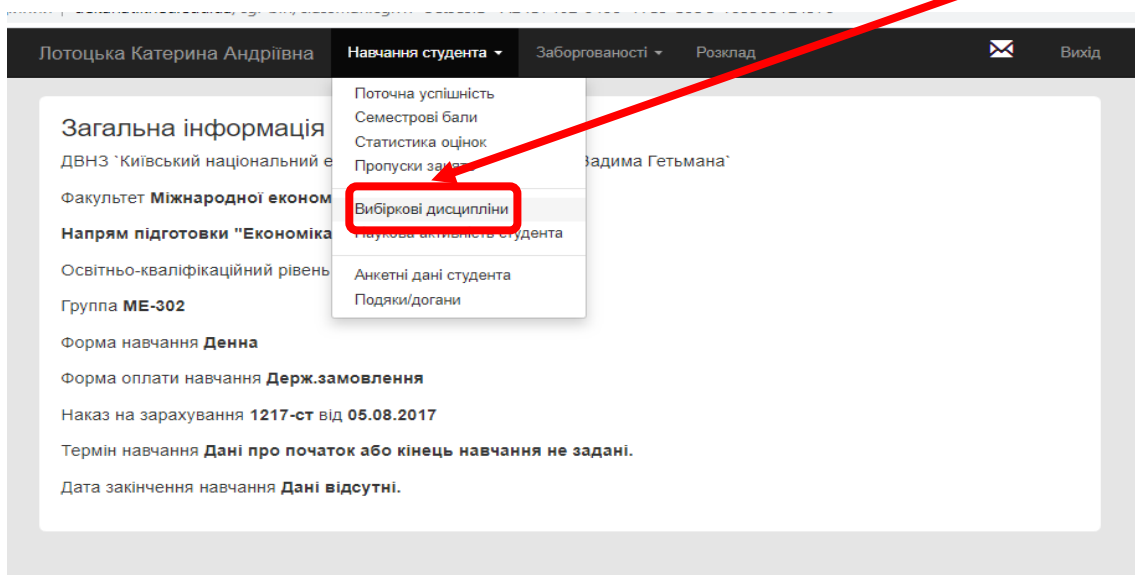 Лотоцька Катерина Андріївна Навчання студента Заборгованості Розклад Вихід
Поточна успішність
Семестрові бали
Статистика оцінок
Пропуски
Вибіркові дисципліни
Наукова активність студента
Анкетні дані студента
Подяки/догани
Загальна інформація
ДВНЗ `Київський національний е Вадима Гетьмана`
Факультет Міжнародної економ
Напрям підготовки "Економіка
Освітньо-кваліфікаційний рівень
Группа МЕ-302
Форма навчання Денна
Форма оплати навчання Держ.замовлення
Наказ на зарахування 1217-ст від 05.08.2017
Термін навчання Дані про початок або кінець навчання не задані.
Дата закінчення навчання Дані відсутні.